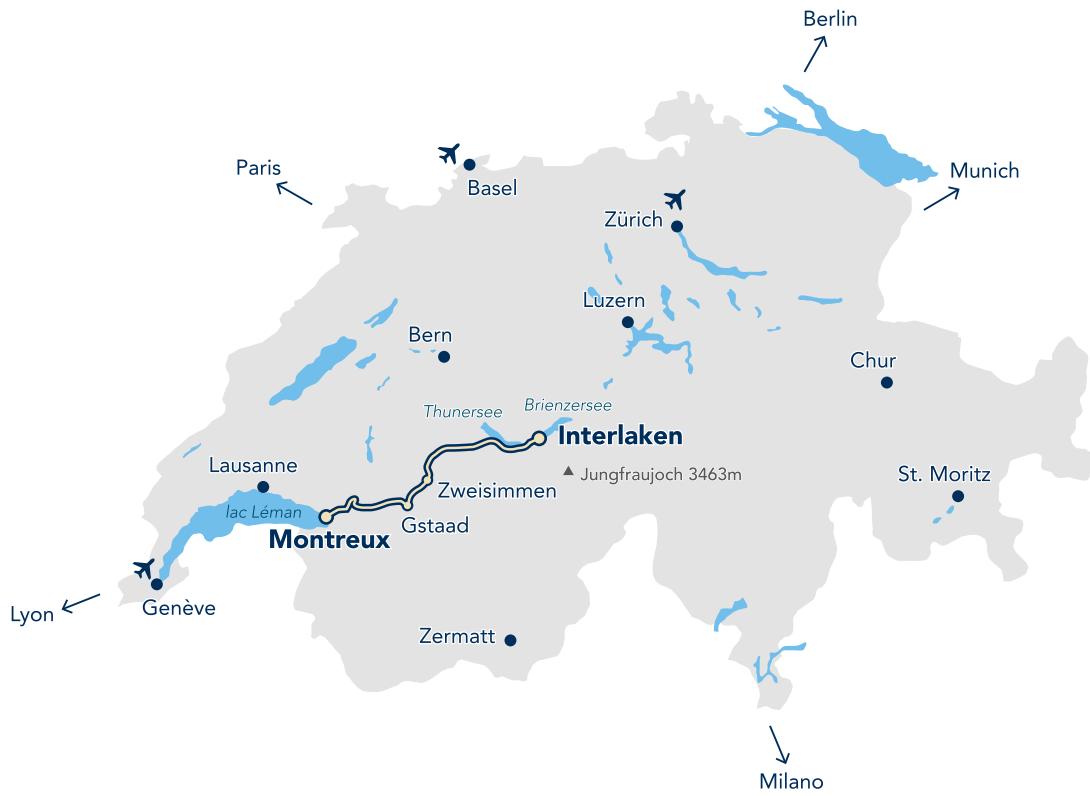 Berlin
Paris
Munich
Basel
Zürich
Luzern
Bern
Chur
Thunersee
Brienzersee
Interlaken
Lausanne
Jungfraujoch 3463m
St. Moritz
Zweisimmen
lac Léman
Gstaad
Montreux
Genève
Lyon
Zermatt
Milano